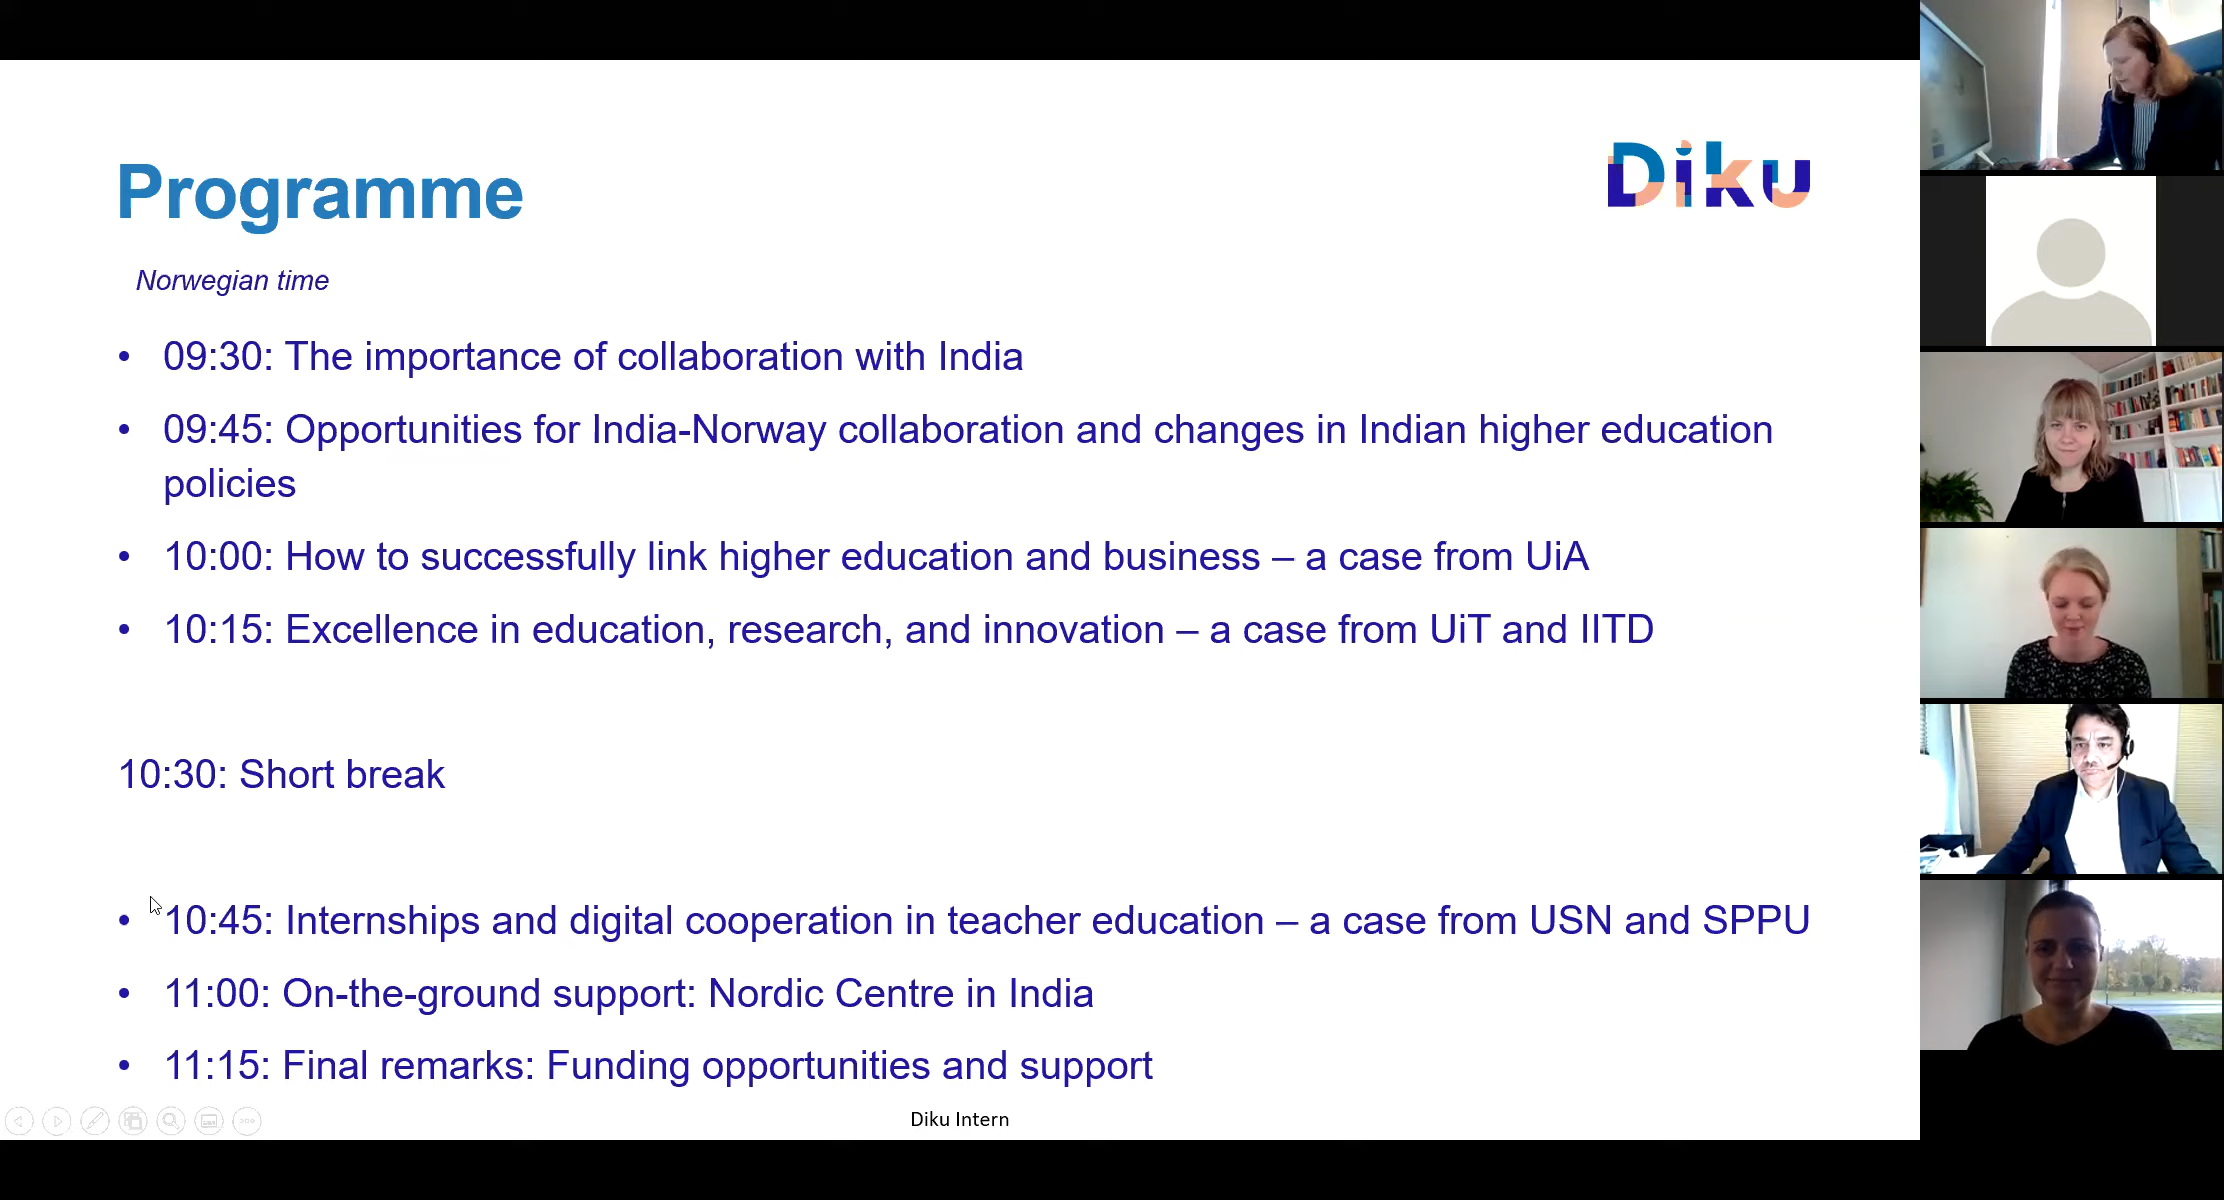 Programme
Diku
Norwegian time
• 09:30: The importance of collaboration with India
• 09:45: Opportunities for India-Norway collaboration and changes in Indian higher education
policies
• 10:00: How to successfully link higher education and business – a case from UiA
• 10:15: Excellence in education, research, and innovation – a case from UiT and IITD
10:30: Short break
• 10:45: Internships and digital cooperation in teacher education – a case from USN and SPPU
• 11:00: On-the-ground support: Nordic Centre in India
• 11:15: Final remarks: Funding opportunities and support
Diku Intern